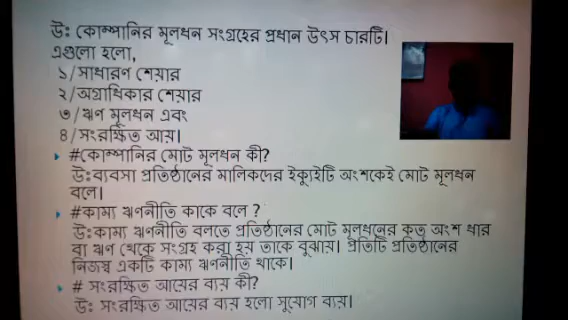 উঃ কোম্পানির মূলধন সংগ্রহের প্রধান উৎস চারটি।
এগুলো হলো,
১/সাধারণ শেয়ার
২/অগ্রাধিকার শেয়ার
৩/ঋণ মূলধন এবং
৪/সংরক্ষিত আয়।
#কোম্পানির মোট মূলধন কী?
উঃব্যবসা প্রতিষ্ঠানের মালিকদের ইকুইটি অংশকেই মোট মূলধন
বলে।
#কাম্য ঋণনীতি কাকে বলে ?
উঃকাম্য ঋণনীতি বলতে প্রতিষ্ঠানের মোট মূলধনের কত অংশ ধার
বা ঋণ থেকে সংগ্রহ করা হয় তাকে বুঝায়। প্রতিটি প্রতিষ্ঠানের
নিজস্ব একটি কাম্য ঋণনীতি থাকে।
# সংরক্ষিত আয়ের ব্যয় কী?
উঃ সংরক্ষিত আয়ের ব্যয় হলো সুযোগ ব্যয়।